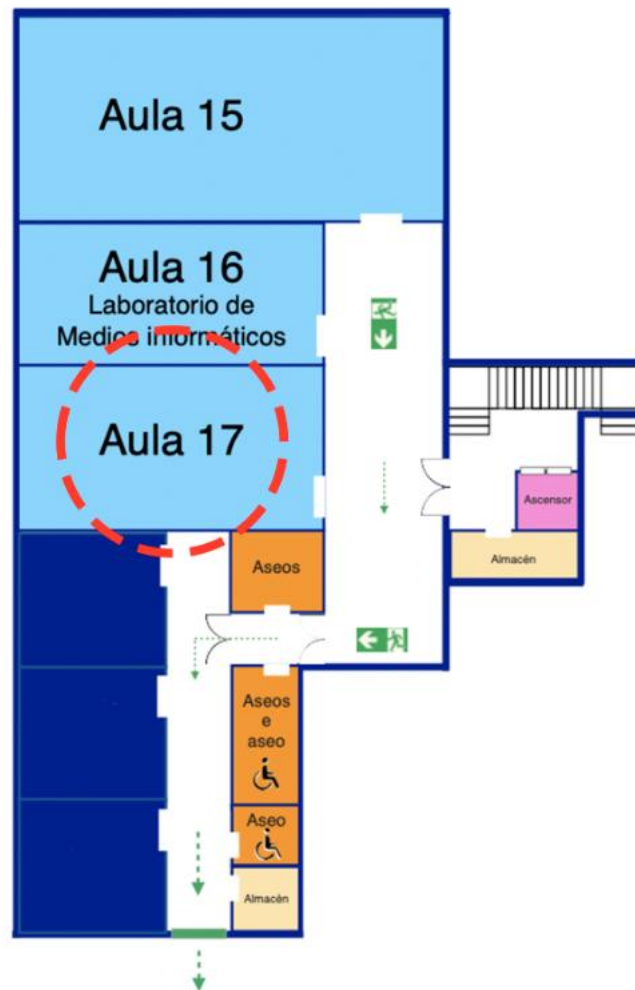 Aula 15
Aula 16
Laboratorio de
Medios informáticos
Aula 17
Ascensor
Almacén
Aseos
Aseos
e
aseo
Aseo
Almacén